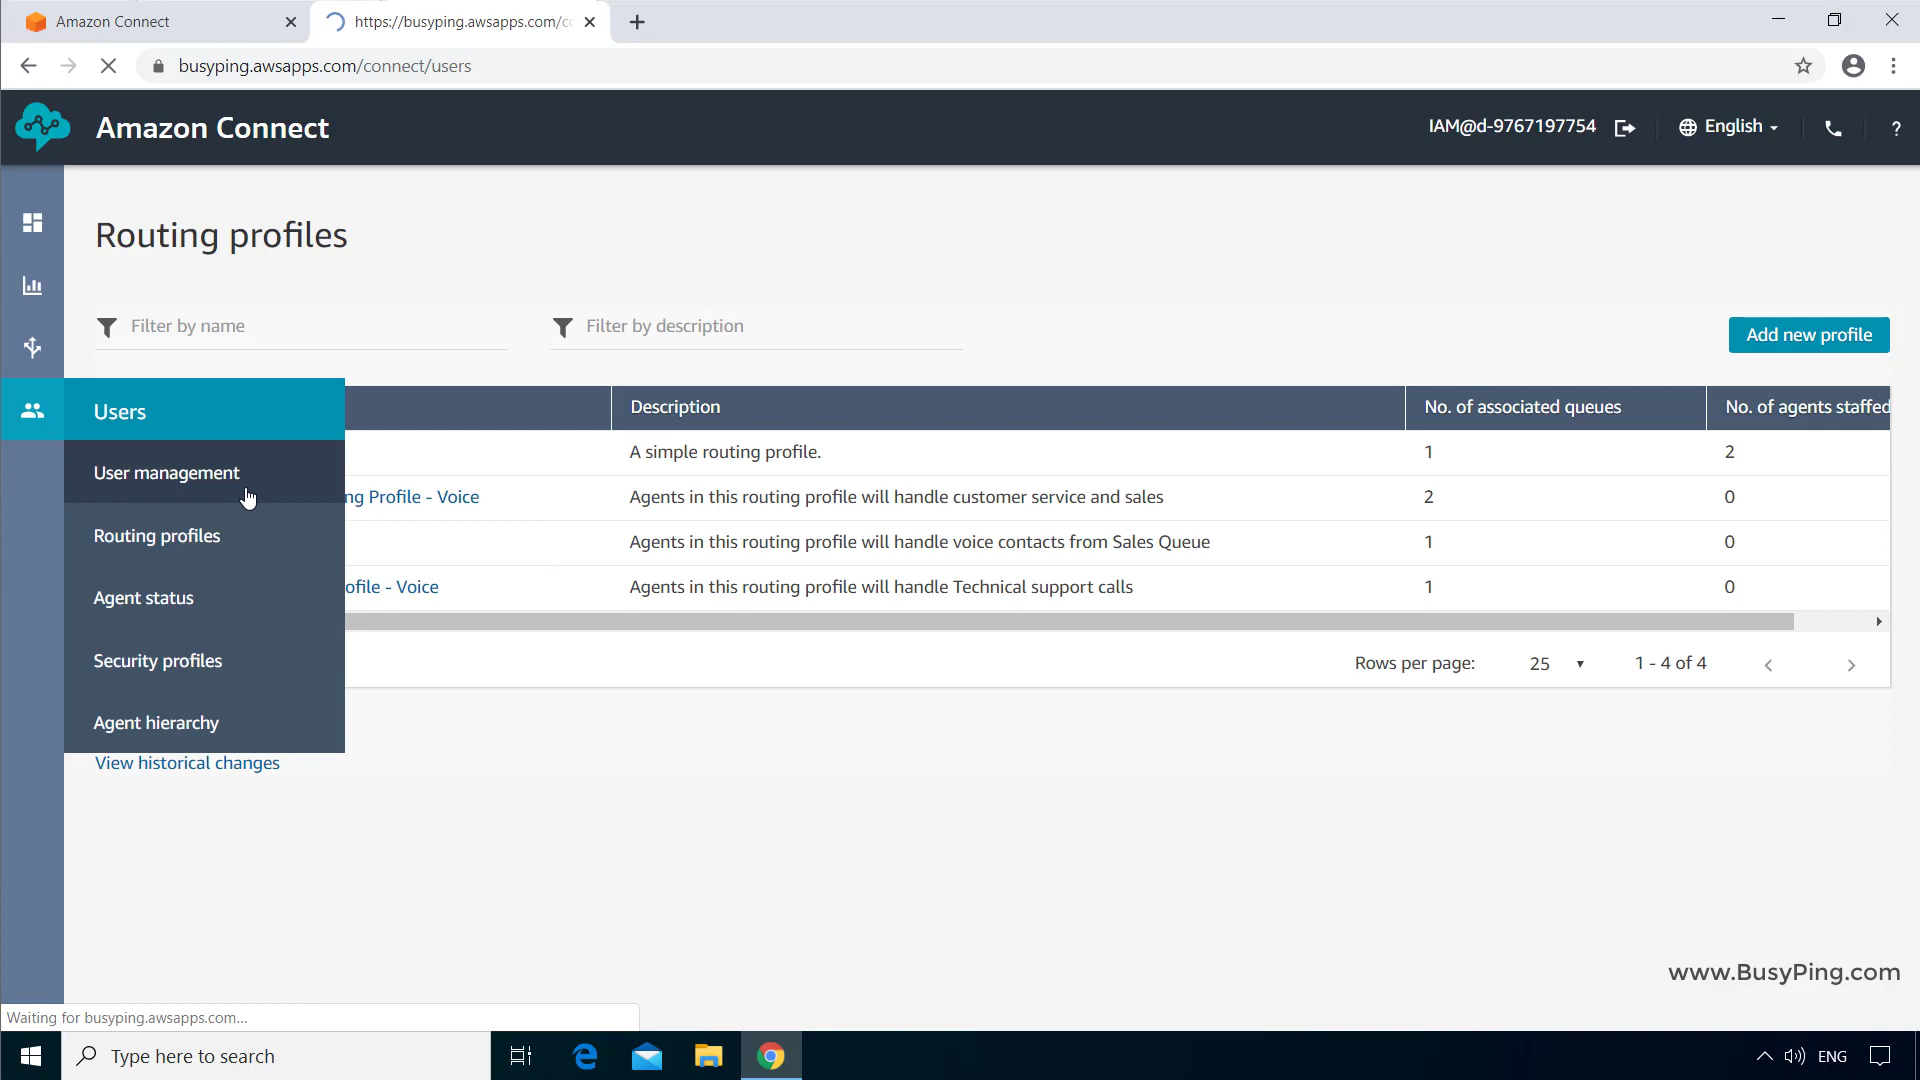 Amazon Connect
https://busyping.awsapps.com/co
busyping.awsapps.com/connect/users
Amazon Connect
IAM@d-9767197754
English
?
Routing profiles
Filter by name
Filter by description
Add new profile
Users
User management
Routing profiles
Agent status
Security profiles
Agent hierarchy
Description
No. of associated queues
No. of agents staffed
A simple routing profile.
1
2
ng Profile - Voice
Agents in this routing profile will handle customer service and sales
2
0
Agents in this routing profile will handle voice contacts from Sales Queue
1
0
ofile - Voice
Agents in this routing profile will handle Technical support calls
1
0
Rows per page:
25
1 - 4 of 4
View historical changes
www.BusyPing.com
Waiting for busyping.awsapps.com...
Type here to search
ENG